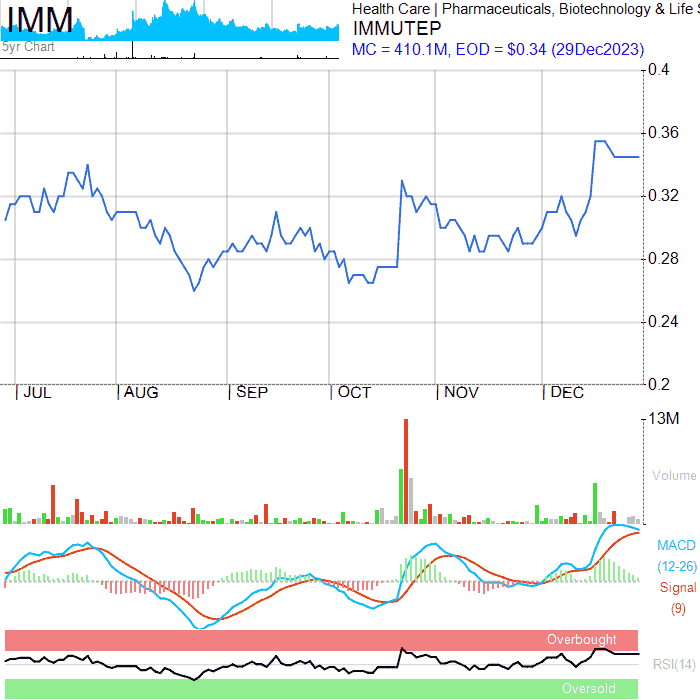 IMM
5yr Chart
Health Care | Pharmaceuticals, Biotechnology & Life S
IMMUTEP
MC = 410.1M, EOD = $0.34 (29Dec2023)
0.4
0.36
0.32
0.28
0.24
0.2
| JUL | AUG | SEP | OCT | NOV | DEC
13M
Volume
MACD
(12-26)
Signal
(9)
Overbought
RSI(14)
Oversold